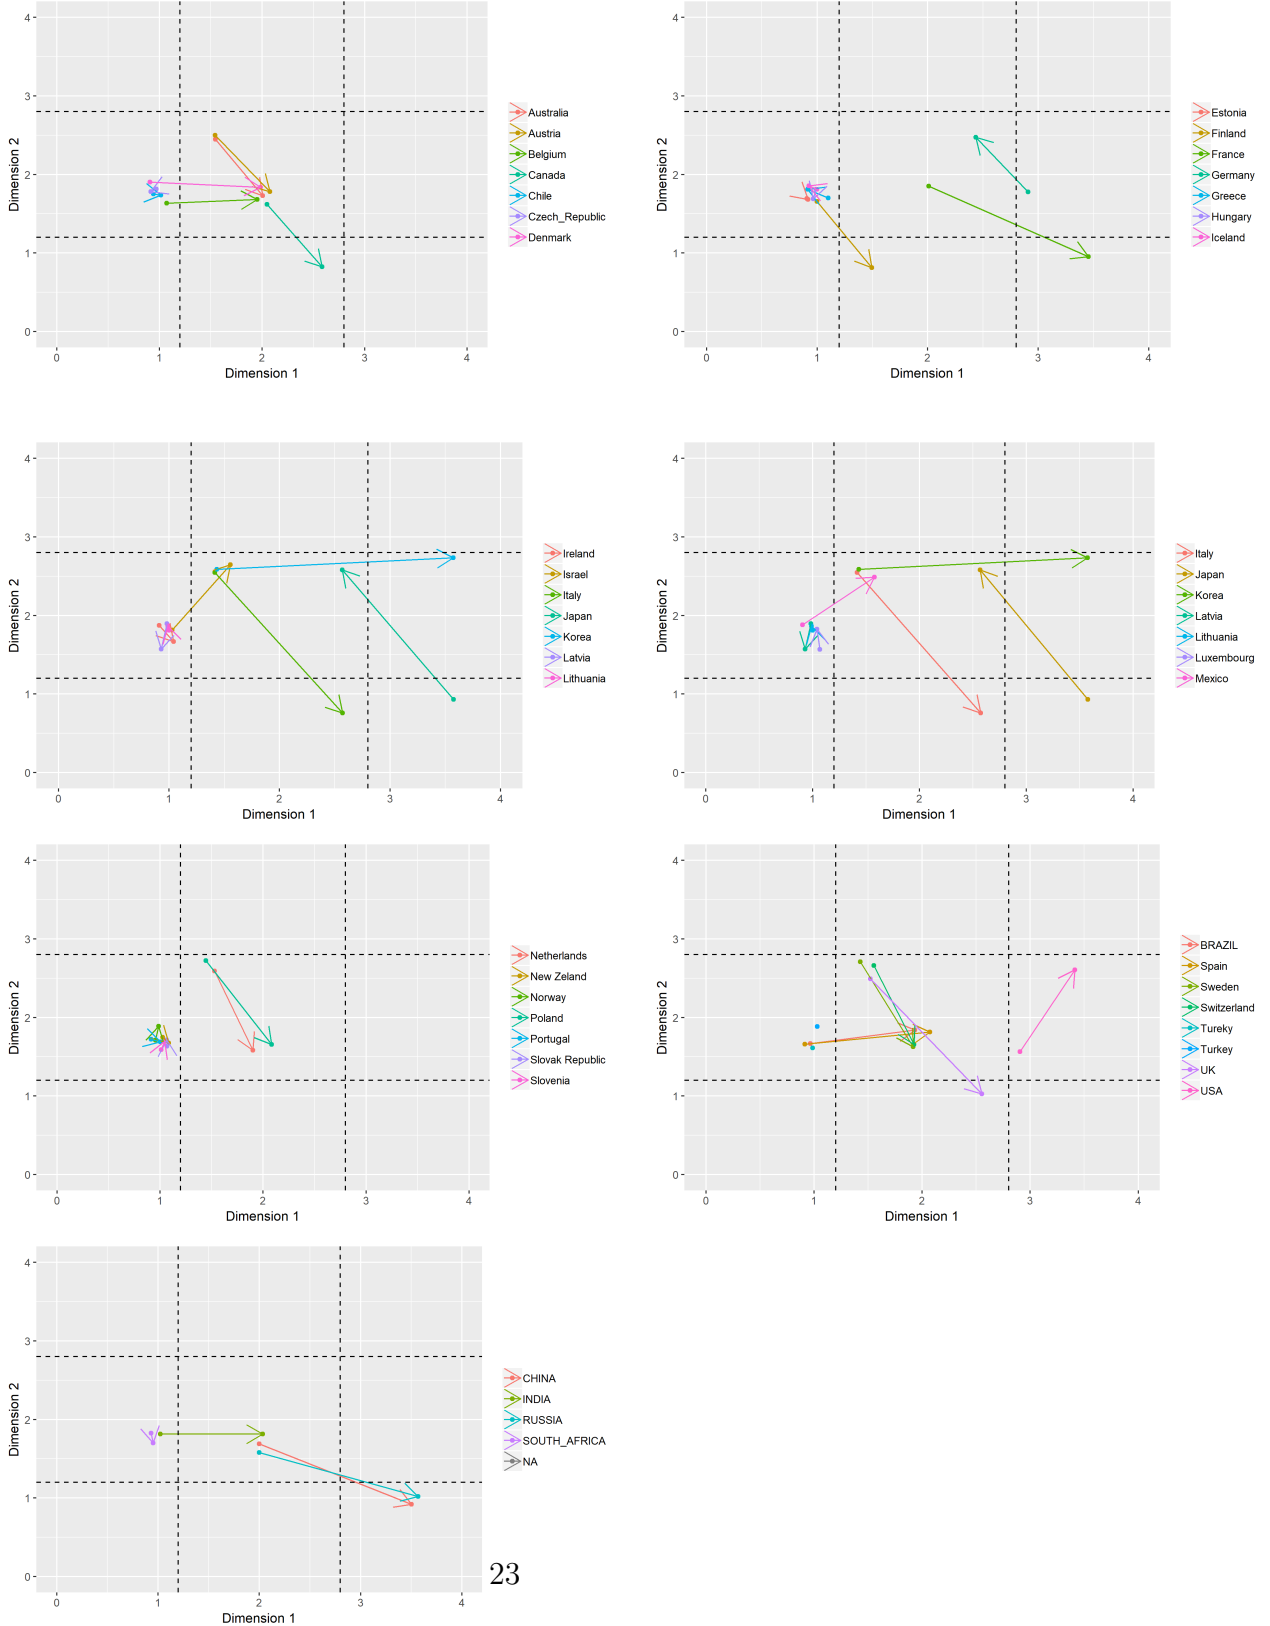 4
3
2
1
0
Dimension 2
0 1 2 3 4
Dimension 1
Australia
Austria
Belgium
Canada
Chile
Czech_Republic
Denmark
4
3
2
1
0
Dimension 2
0 1 2 3 4
Dimension 1
Estonia
Finland
France
Germany
Greece
Hungary
Iceland
4
3
2
1
0
Dimension 2
0 1 2 3 4
Dimension 1
Ireland
Israel
Italy
Japan
Korea
Latvia
Lithuania
4
3
2
1
0
Dimension 2
0 1 2 3 4
Dimension 1
Italy
Japan
Korea
Latvia
Lithuania
Luxembourg
Mexico
4
3
2
1
0
Dimension 2
0 1 2 3 4
Dimension 1
Netherlands
New Zeland
Norway
Poland
Portugal
Slovak Republic
Slovenia
4
3
2
1
0
Dimension 2
0 1 2 3 4
Dimension 1
BRAZIL
Spain
Sweden
Switzerland
Tureky
Turkey
UK
USA
4
3
2
1
0
Dimension 2
0 1 2 3 4
Dimension 1
CHINA
INDIA
RUSSIA
SOUTH_AFRICA
NA
23